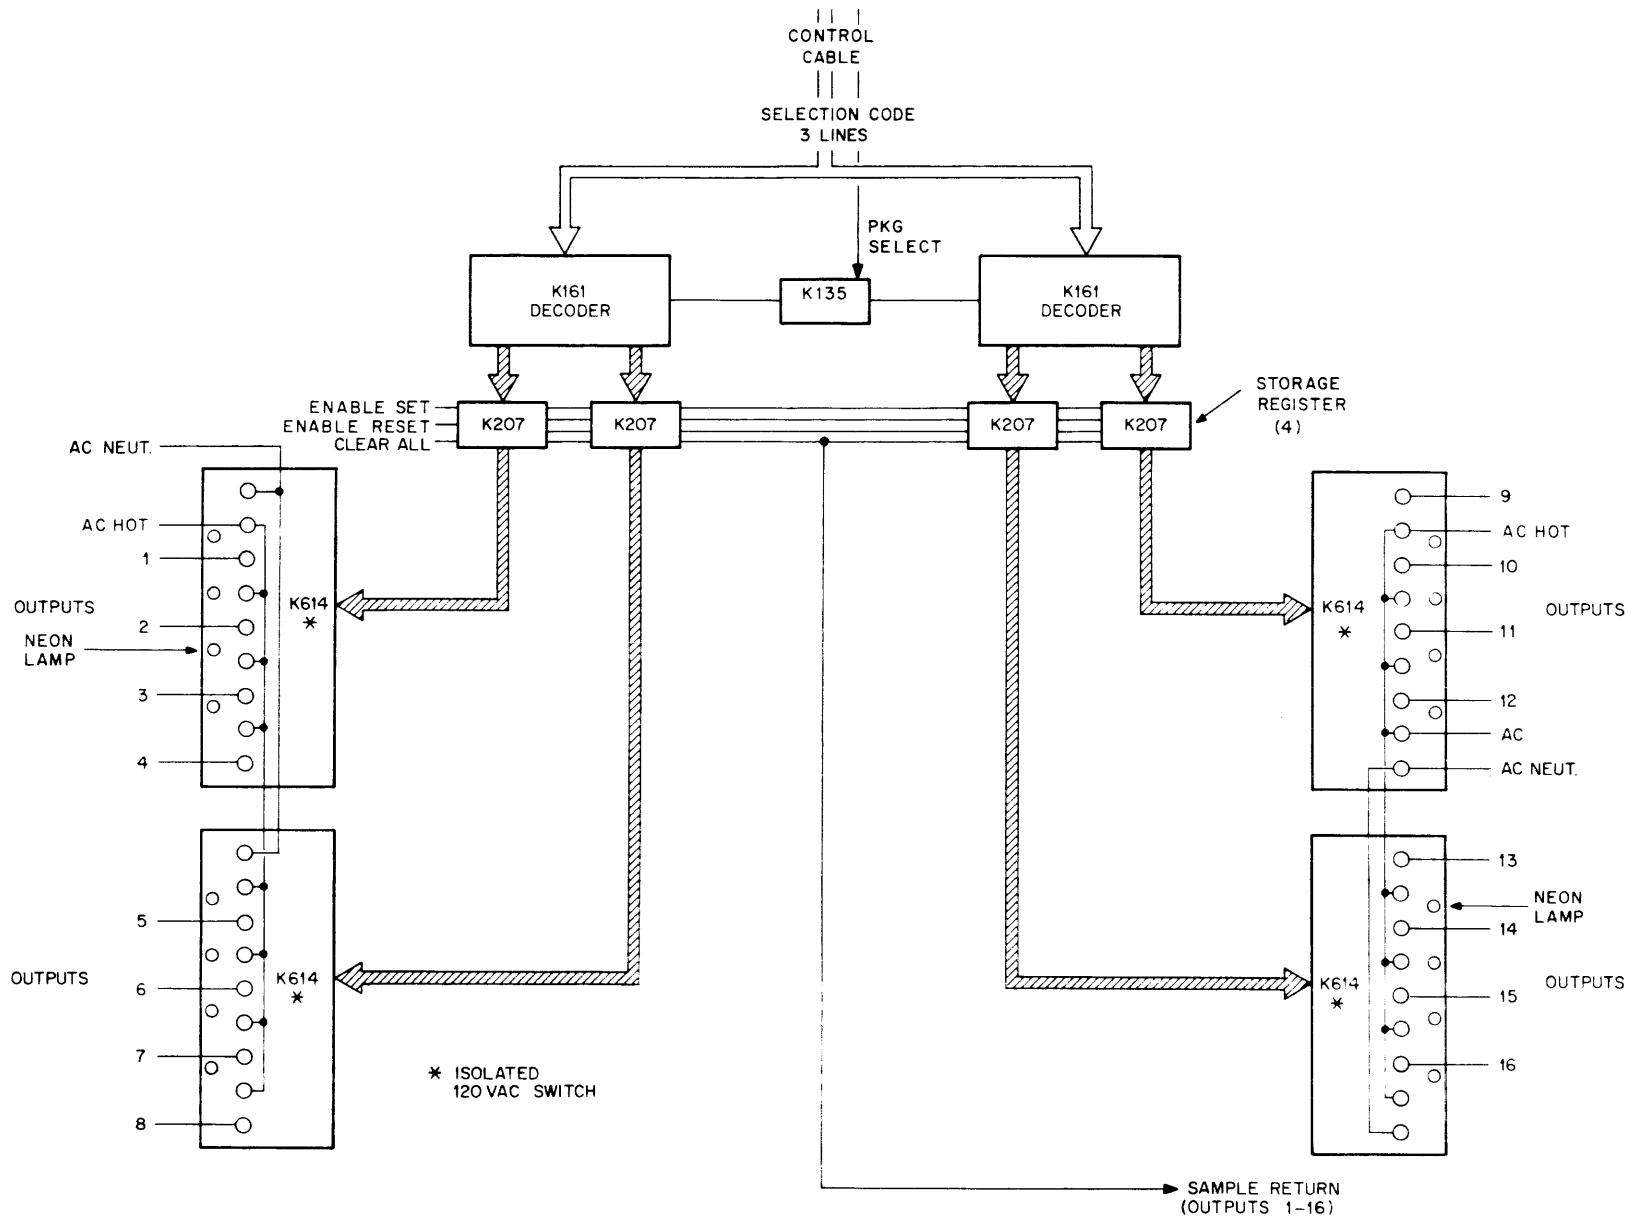 CONTROL
CABLE
SELECTION CODE
3 LINES
PKG
SELECT
K161
DECODER
K135
K161
DECODER
STORAGE
REGISTER
(4)
ENABLE SET
ENABLE RESET
CLEAR ALL
K207
K207
K207
K207
AC NEUT.
AC HOT
1
OUTPUTS
2
NEON
LAMP
3
4
K614
*
9
AC HOT
10
K614
*
OUTPUTS
11
12
AC
AC NEUT.
5
OUTPUTS
6
7
8
K614
*
* ISOLATED
120 VAC SWITCH
13
NEON
LAMP
14
K614
*
OUTPUTS
15
16
SAMPLE RETURN
(OUTPUTS 1-16)